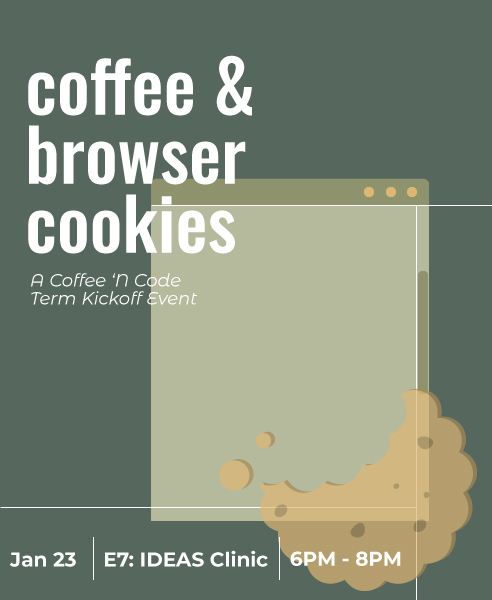 coffee &
browser
cookies
A Coffee ‘N Code
Term Kickoff Event
Jan 23 E7: IDEAS Clinic 6PM - 8PM